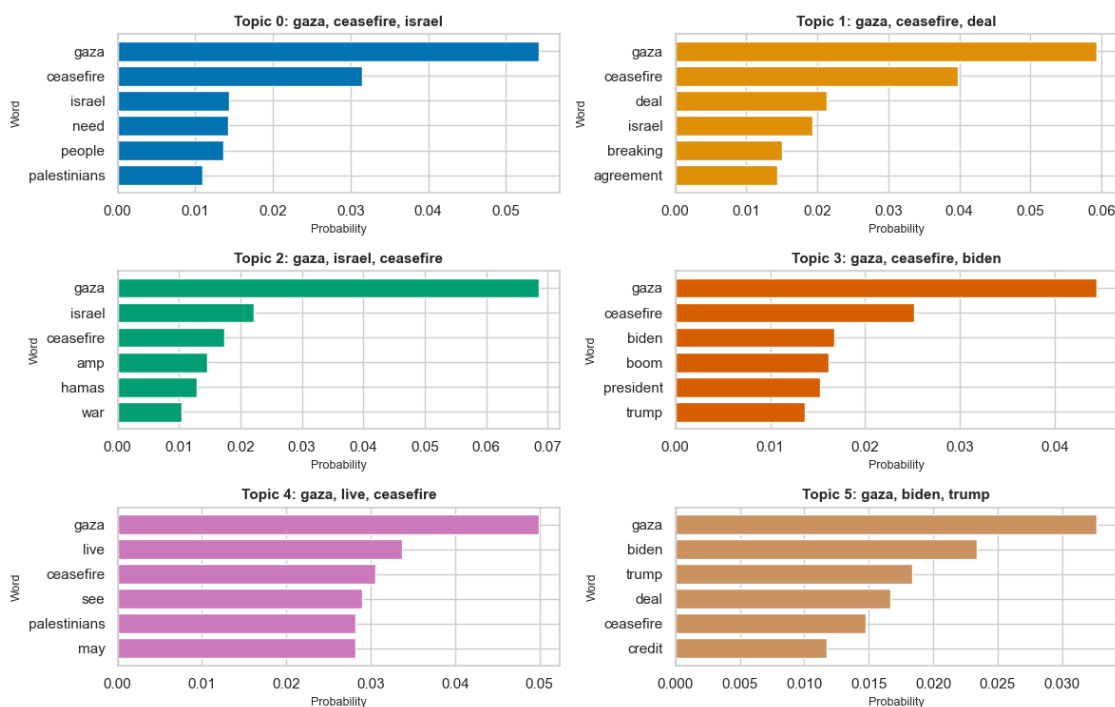 Topic 0: gaza, ceasefire, israel
Word
gaza
ceasefire
israel
need
people
palestinians
0.00 0.01 0.02 0.03 0.04 0.05
Probability
Topic 1: gaza, ceasefire, deal
Word
gaza
ceasefire
deal
israel
breaking
agreement
0.00 0.01 0.02 0.03 0.04 0.05 0.06
Probability
Topic 2: gaza, israel, ceasefire
Word
gaza
israel
ceasefire
amp
hamas
war
0.00 0.01 0.02 0.03 0.04 0.05 0.06 0.07
Probability
Topic 3: gaza, ceasefire, biden
Word
gaza
ceasefire
biden
boom
president
trump
0.00 0.01 0.02 0.03 0.04
Probability
Topic 4: gaza, live, ceasefire
Word
gaza
live
ceasefire
see
palestinians
may
0.00 0.01 0.02 0.03 0.04 0.05
Probability
Topic 5: gaza, biden, trump
Word
gaza
biden
trump
deal
ceasefire
credit
0.000 0.005 0.010 0.015 0.020 0.025 0.030
Probability